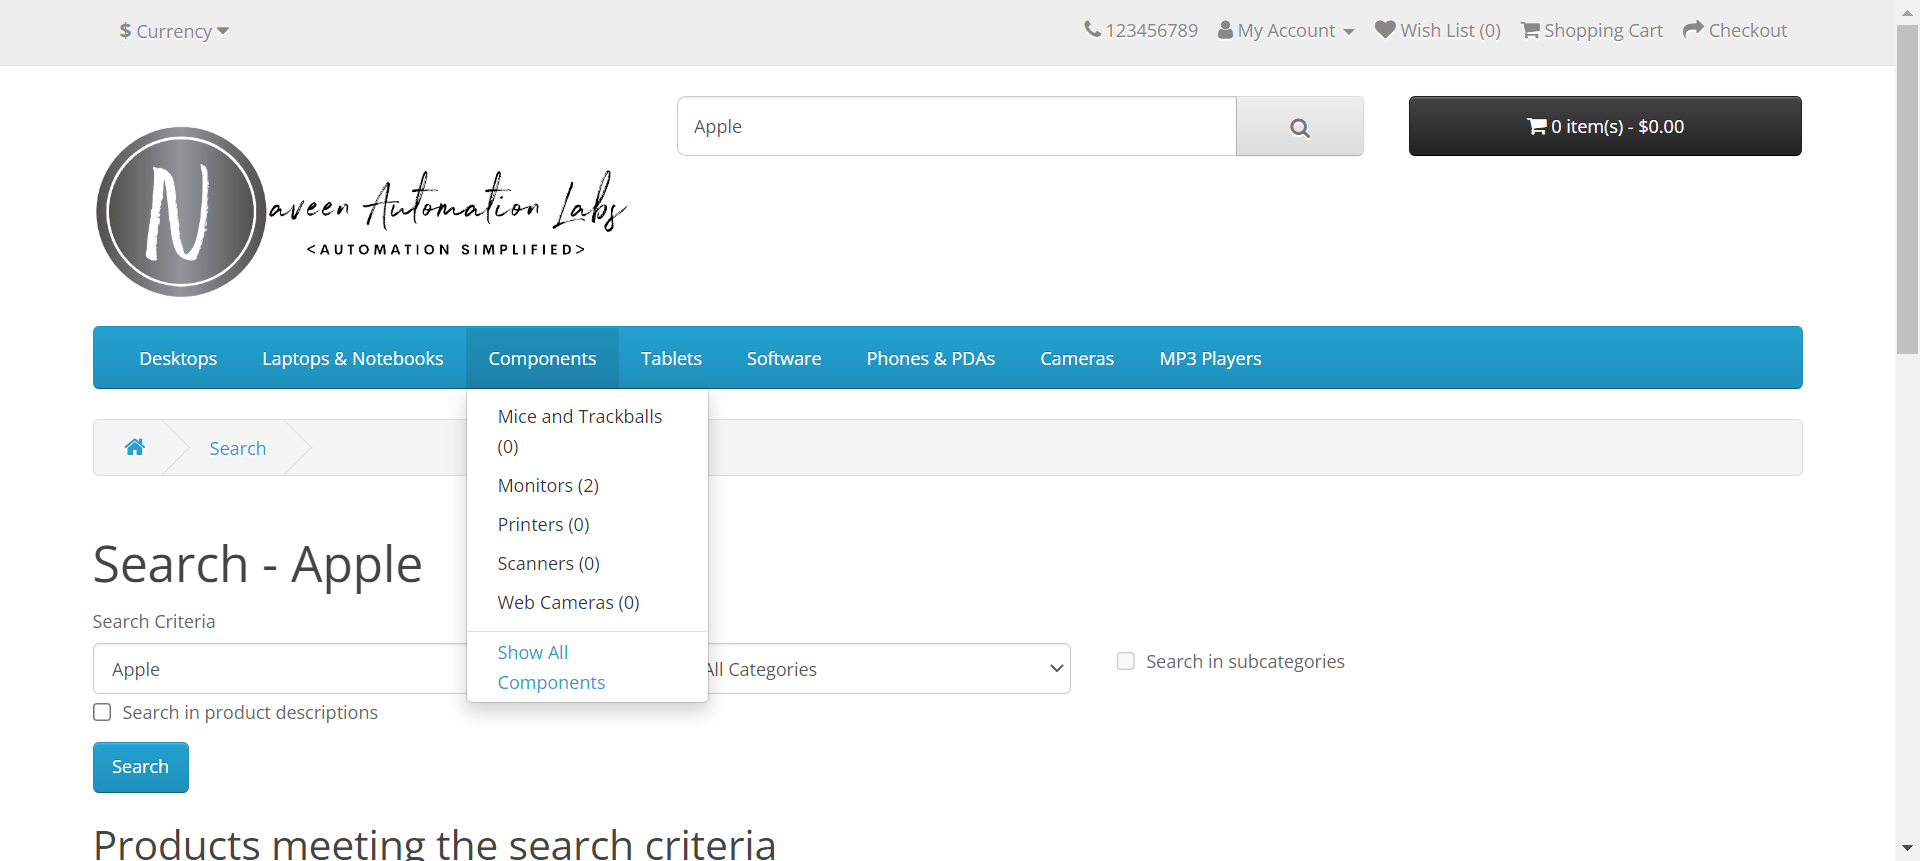 $ Currency
123456789 My Account Wish List (0) Shopping Cart Checkout
Apple
0 item(s) - $0.00
N
aveen Automation Labs
<AUTOMATION SIMPLIFIED>
Desktops Laptops & Notebooks Components Tablets Software Phones & PDAs Cameras MP3 Players
Mice and Trackballs
(0)
Monitors (2)
Printers (0)
Scanners (0)
Web Cameras (0)
Show All
Components
Search
Search - Apple
Search Criteria
Apple
All Categories
Search in subcategories
Search in product descriptions
Search
Products meeting the search criteria